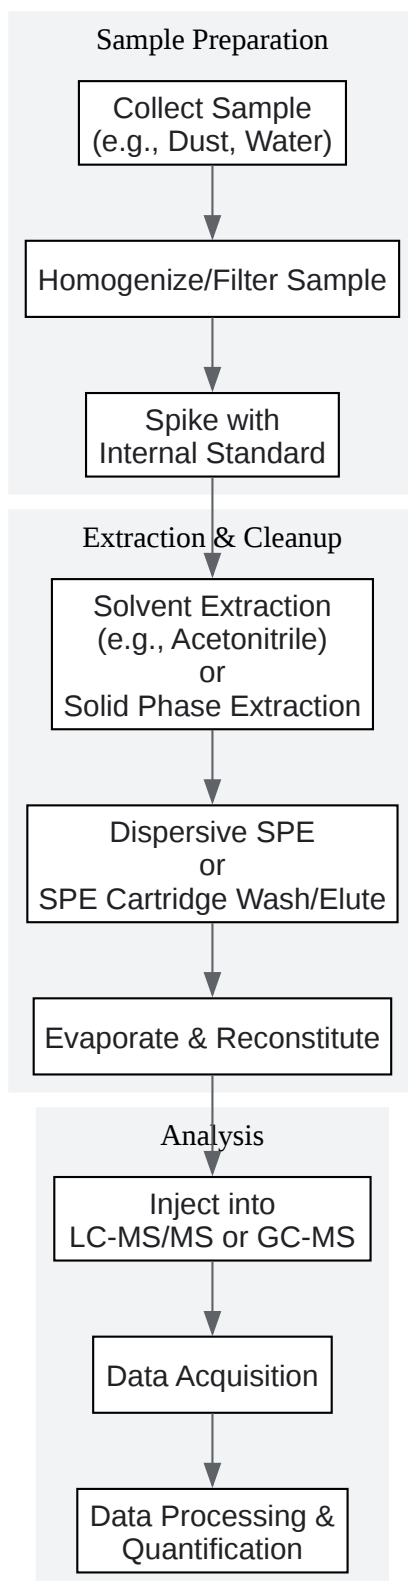 Sample Preparation
Collect Sample
(e.g., Dust, Water)
Homogenize/Filter Sample
Spike with
Internal Standard
Extraction & Cleanup
Solvent Extraction
(e.g., Acetonitrile)
or
Solid Phase Extraction
Dispersive SPE
or
SPE Cartridge Wash/Elute
Evaporate & Reconstitute
Analysis
Inject into
LC-MS/MS or GC-MS
Data Acquisition
Data Processing &
Quantification